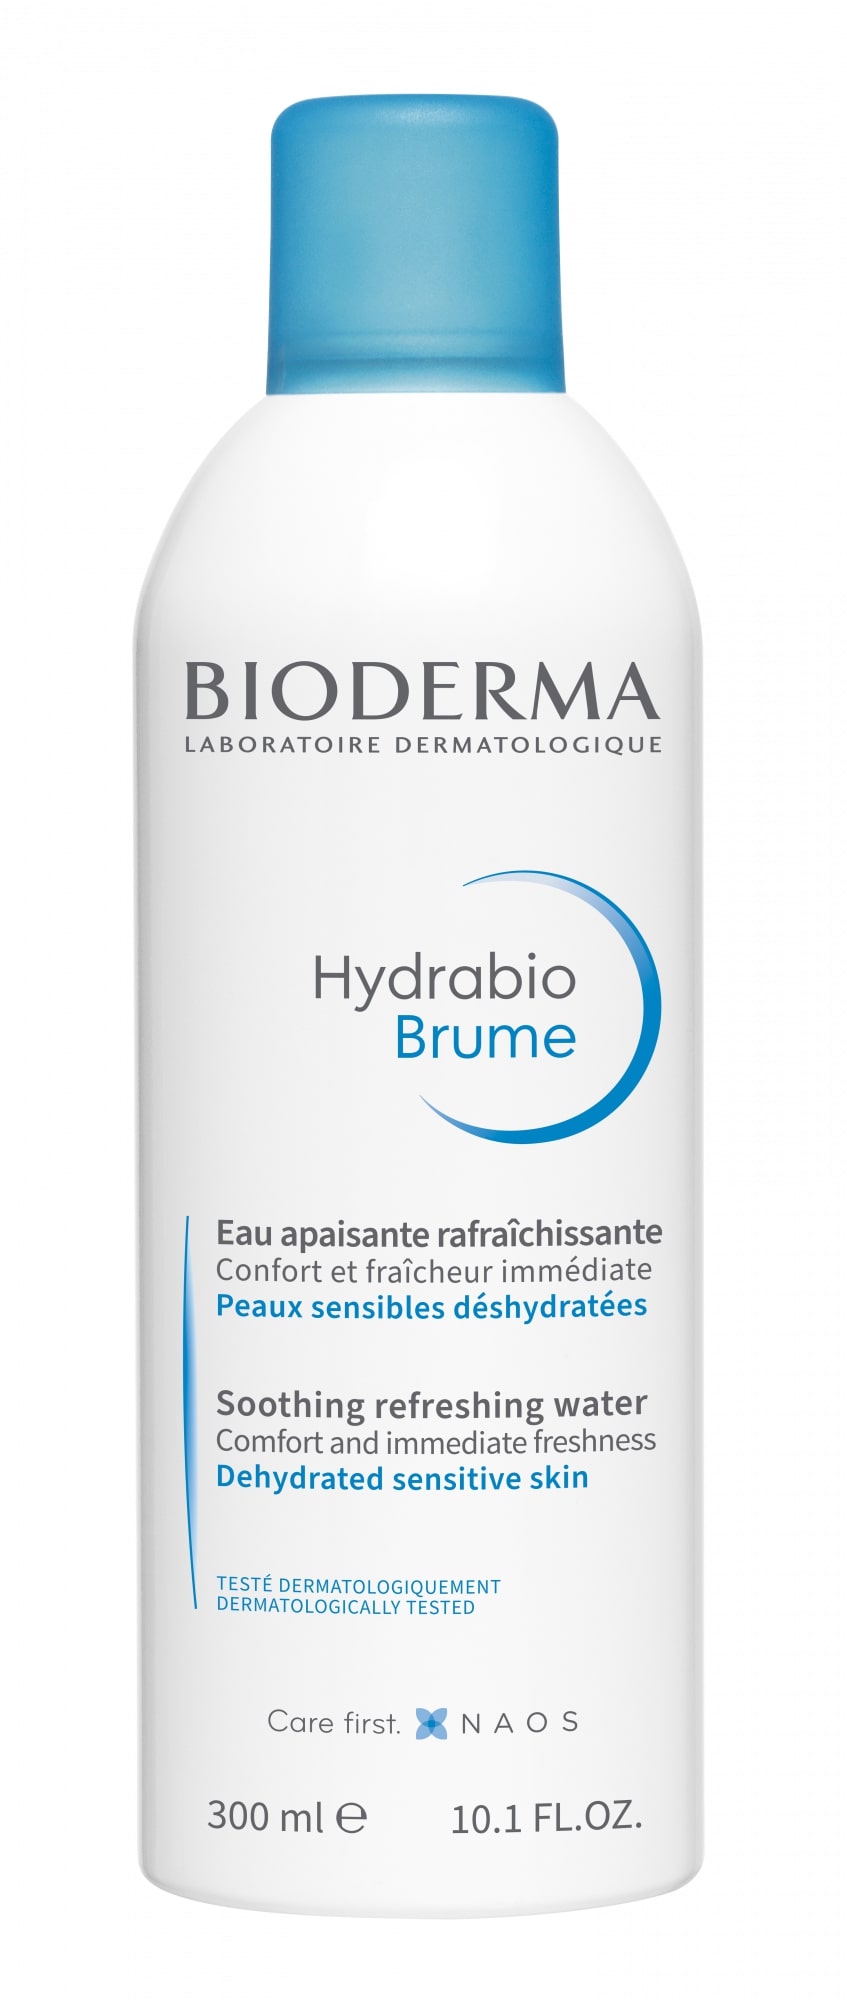 BIODERMA
LABORATOIRE DERMATOLOGIQUE
Hydrabio
Brume
Eau apaisante rafraîchissante
Confort et fraîcheur immédiate
Peaux sensibles déshydratées
Soothing refreshing water
Comfort and immediate freshness
Dehydrated sensitive skin
TESTÉ DERMATOLOGIQUEMENT
DERMATOLOGICALLY TESTED
Care first. NAOS
300 ml ℮ 10.1 FL.OZ.